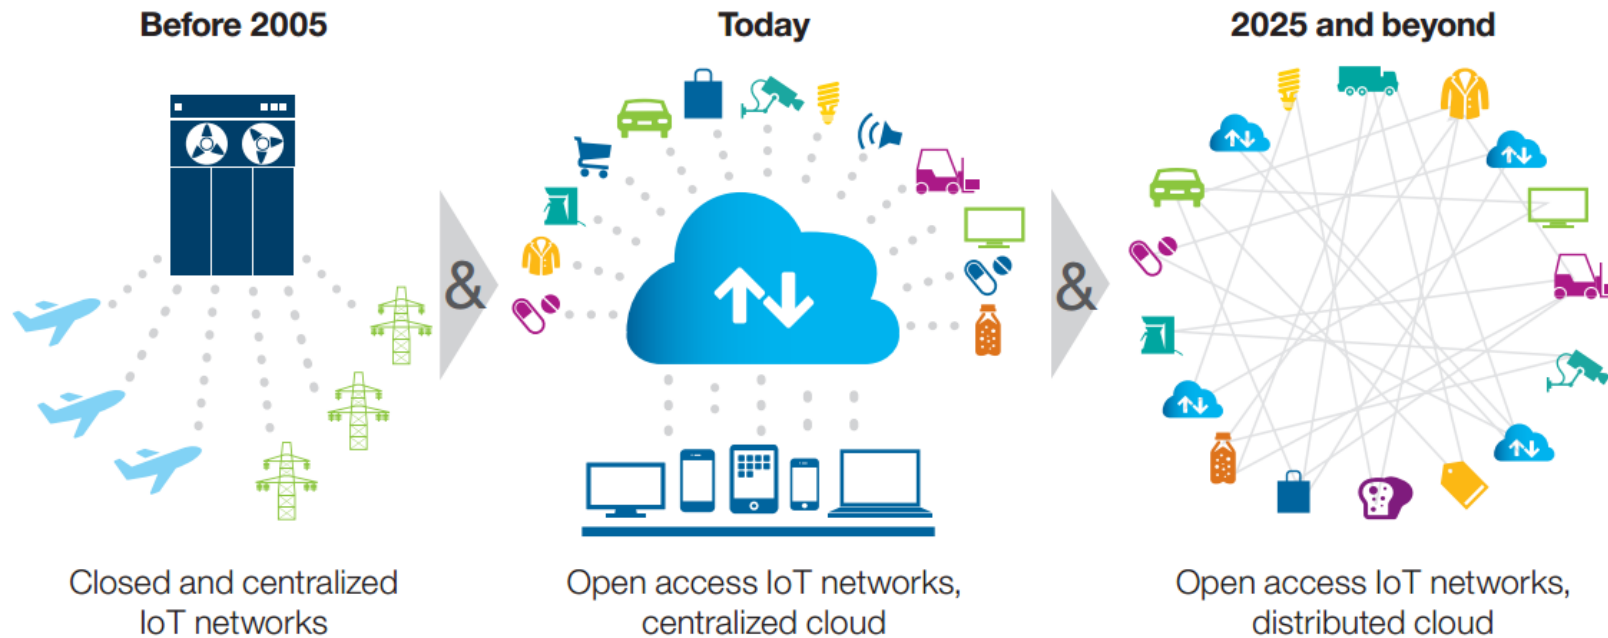 Before 2005
Today
2025 and beyond
&
&
Closed and centralized
IoT networks
Open access IoT networks,
centralized cloud
Open access IoT networks,
distributed cloud